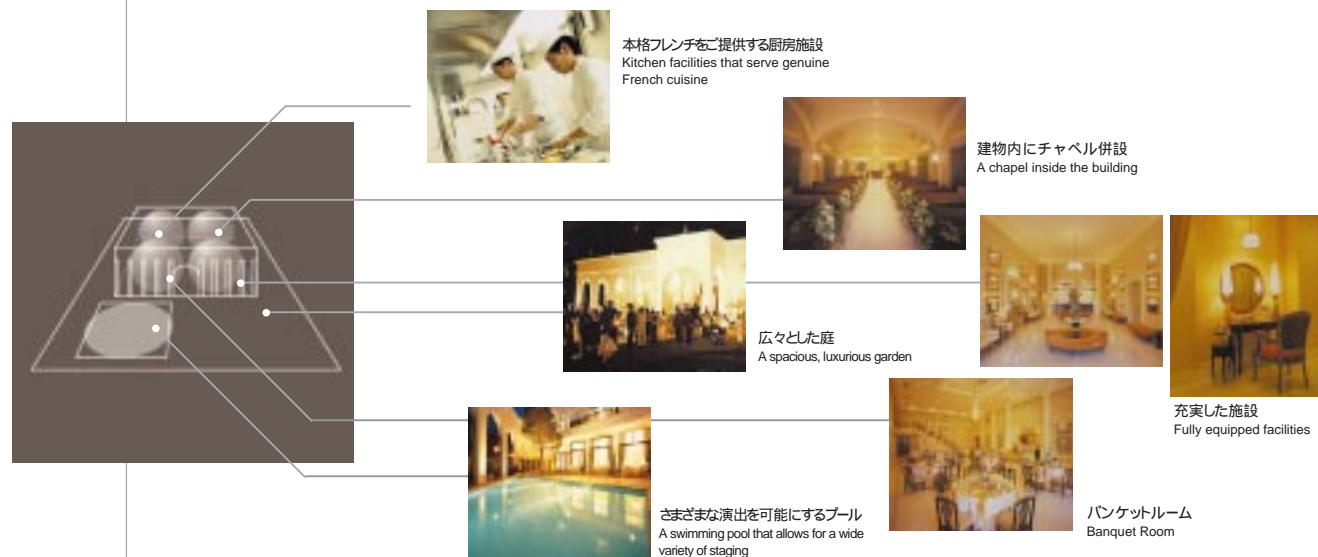 本格フレンチをご提供する厨房施設
Kitchen facilities that serve genuine
French cuisine
建物内にチャペル併設
A chapel inside the building
広々とした庭
A spacious, luxurious garden
充実した施設
Fully equipped facilities
さまざまな演出を可能にするプール
A swimming pool that allows for a wide
variety of staging
バンケットルーム
Banquet Room